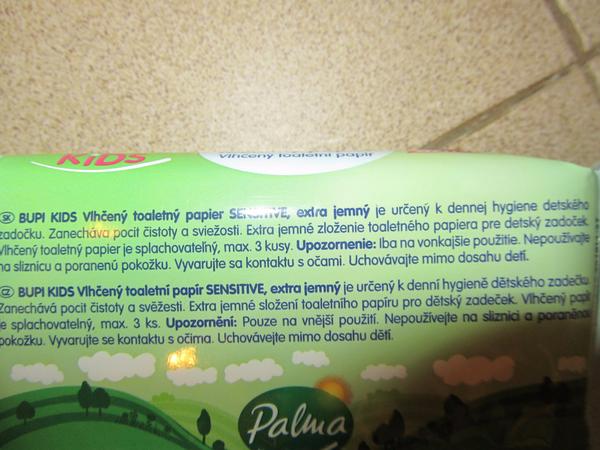 KIDS
vlhčený toaletní papír
SK BUPI KIDS Vlhčený toaletný papier SENSITIVE, extra jemný je určený k dennej hygiene detského
zadočku. Zanecháva pocit čistoty a sviežosti. Extra jemné zloženie toaletného papiera pre detský zadoček.
Vlhčený toaletný papier je splachovateľný, max. 3 kusy. Upozornenie: Iba na vonkajšie použitie. Nepoužívajte
na sliznicu a poranenú pokožku. Vyvarujte sa kontaktu s očami. Uchovávajte mimo dosahu detí.
CZ BUPI KIDS Vlhčený toaletní papír SENSITIVE, extra jemný je určený k denní hygieně dětského zadečku.
Zanechává pocit čistoty a svěžesti. Extra jemné složení toaletního papíru pro dětský zadeček. Vlhčený papír
je splachovatelný, max. 3 ks. Upozornění: Pouze na vnější použití. Nepoužívejte na sliznici a poraněnou
pokožku. Vyvarujte se kontaktu s očima. Uchovávejte mimo dosahu dětí.
Palma